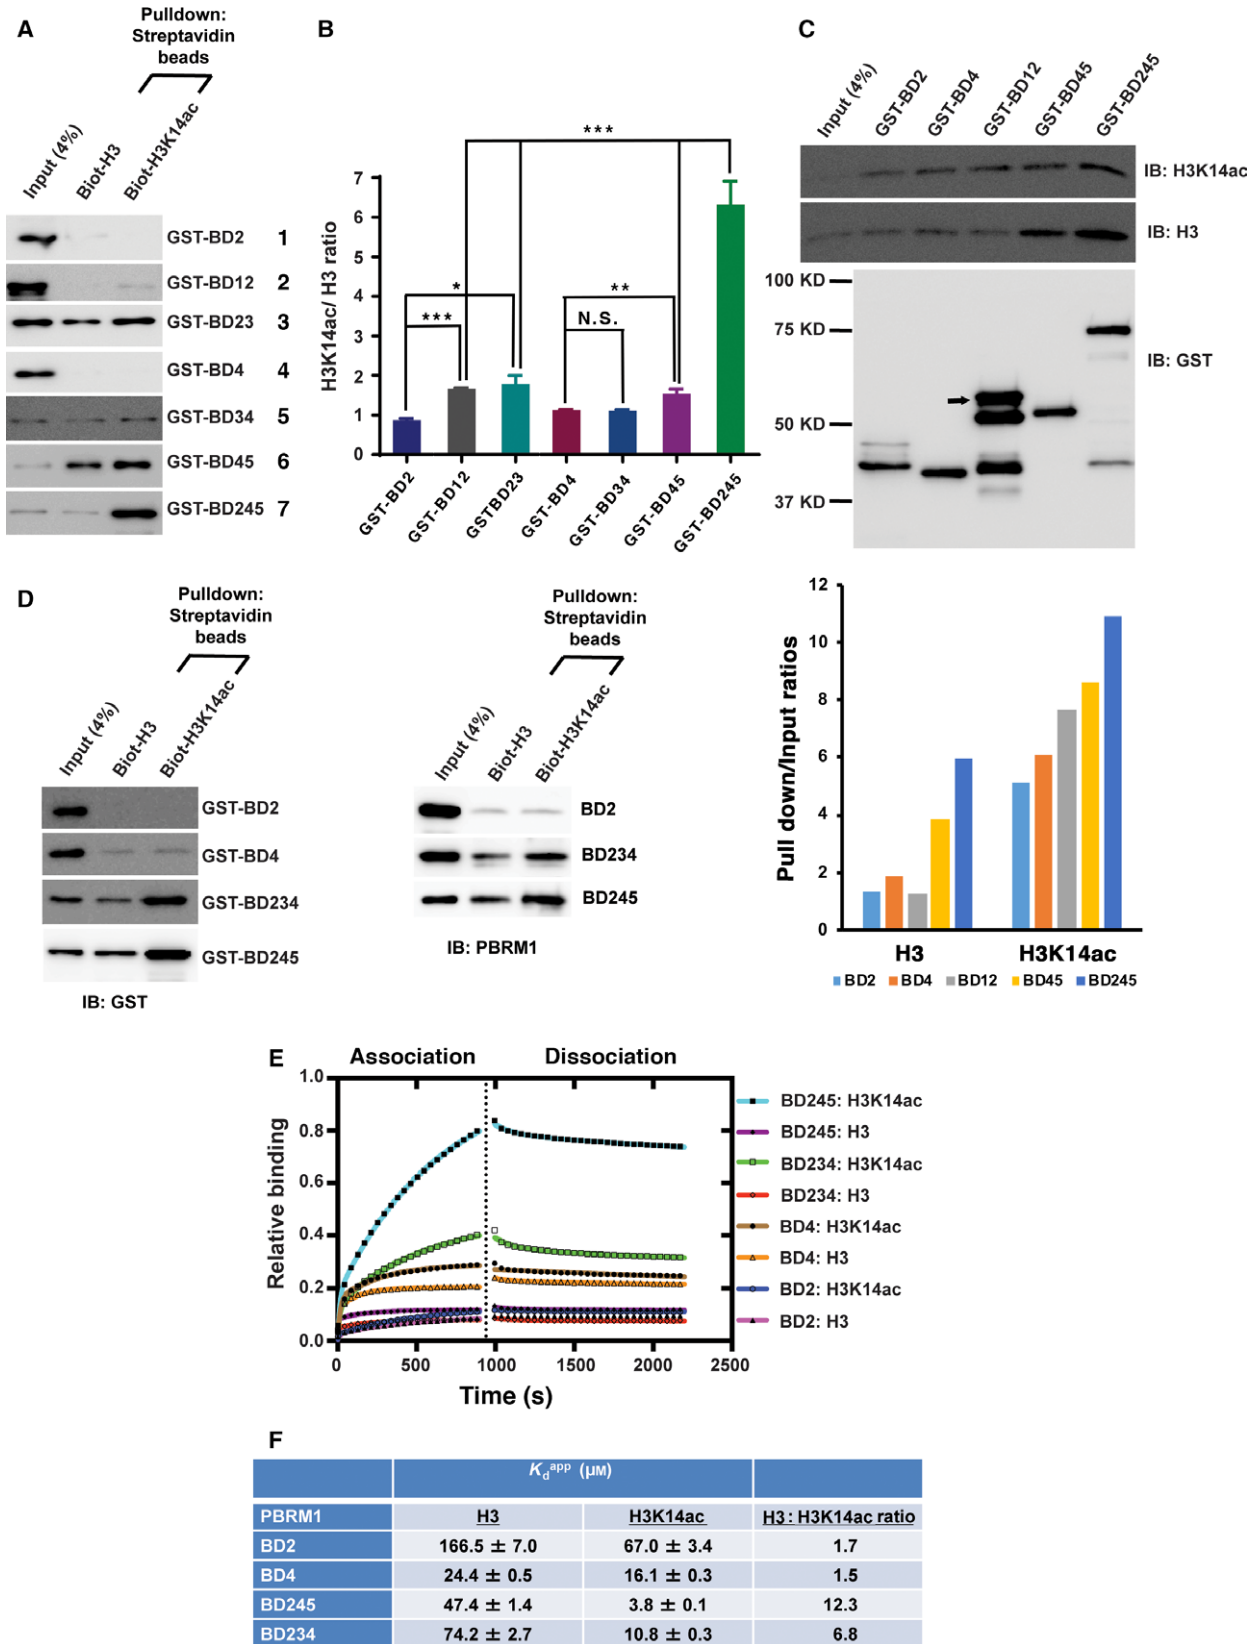 A
Pulldown:
Streptavidin
beads
Input (4%)
Biot-H3
Biot-H3K14ac
GST-BD2 1
GST-BD12 2
GST-BD23 3
GST-BD4 4
GST-BD34 5
GST-BD45 6
GST-BD245 7
B
H3K14ac/ H3 ratio
7
6
5
4
3
2
1
0
***
*
***
**
N.S.
GST-BD2
GST-BD12
GSTBD23
GST-BD4
GST-BD34
GST-BD45
GST-BD245
C
Input (4%)
GST-BD2
GST-BD4
GST-BD12
GST-BD45
GST-BD245
IB: H3K14ac
IB: H3
100 KD
75 KD
50 KD
37 KD
IB: GST
Pull down/Input ratios
12
10
8
6
4
2
0
H3 H3K14ac
BD2 BD4 BD12 BD45 BD245
D
Pulldown:
Streptavidin
beads
Input (4%)
Biot-H3
Biot-H3K14ac
GST-BD2
GST-BD4
GST-BD234
GST-BD245
IB: GST
Pulldown:
Streptavidin
beads
Input (4%)
Biot-H3
Biot-H3K14ac
BD2
BD234
BD245
IB: PBRM1
E
Association Dissociation
Relative binding
1.0
0.8
0.6
0.4
0.2
0.0
0 500 1000 1500 2000 2500
Time (s)
BD245: H3K14ac
BD245: H3
BD234: H3K14ac
BD234: H3
BD4: H3K14ac
BD4: H3
BD2: H3K14ac
BD2: H3
F
Kd app (µM)
PBRM1 H3 H3K14ac H3 : H3K14ac ratio
BD2 166.5 ± 7.0 67.0 ± 3.4 1.7
BD4 24.4 ± 0.5 16.1 ± 0.3 1.5
BD245 47.4 ± 1.4 3.8 ± 0.1 12.3
BD234 74.2 ± 2.7 10.8 ± 0.3 6.8